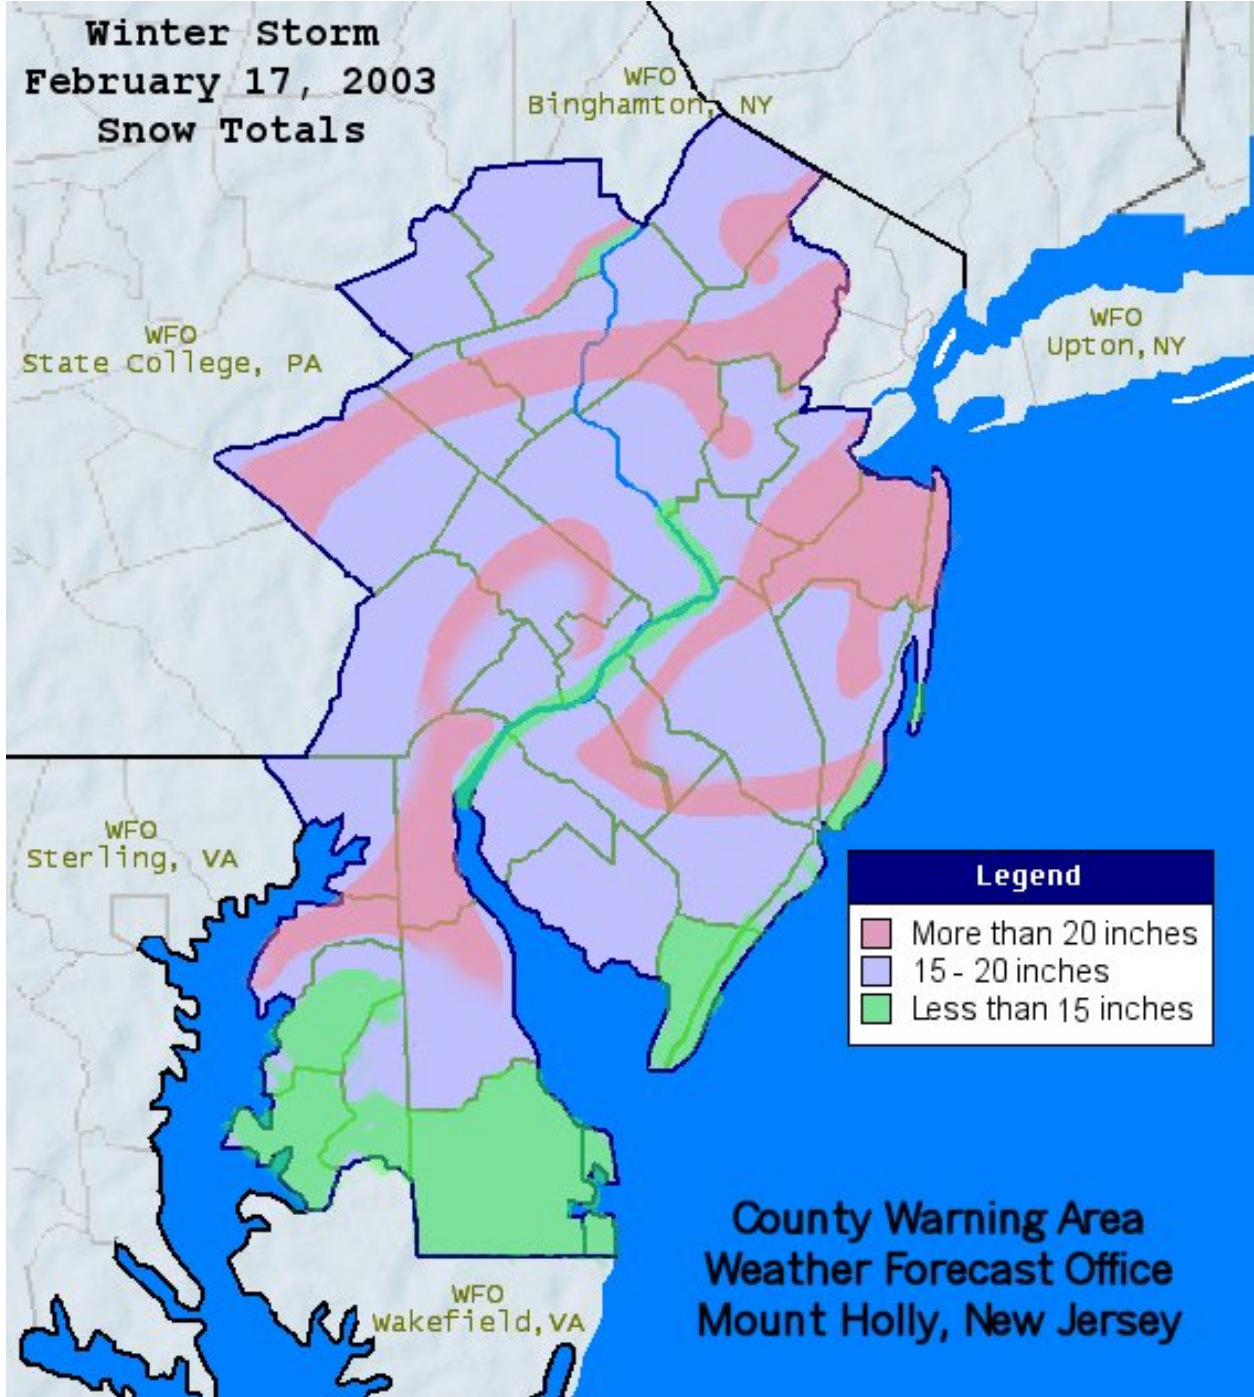 Winter Storm
February 17, 2003
Snow Totals
WFO
Binghamton, NY
WFO
State College, PA
WFO
Upton,NY
WFO
Sterling, VA
Legend
More than 20 inches
15 - 20 inches
Less than 15 inches
County Warning Area
Weather Forecast Office
Mount Holly, New Jersey
WFO
Wakefield,VA